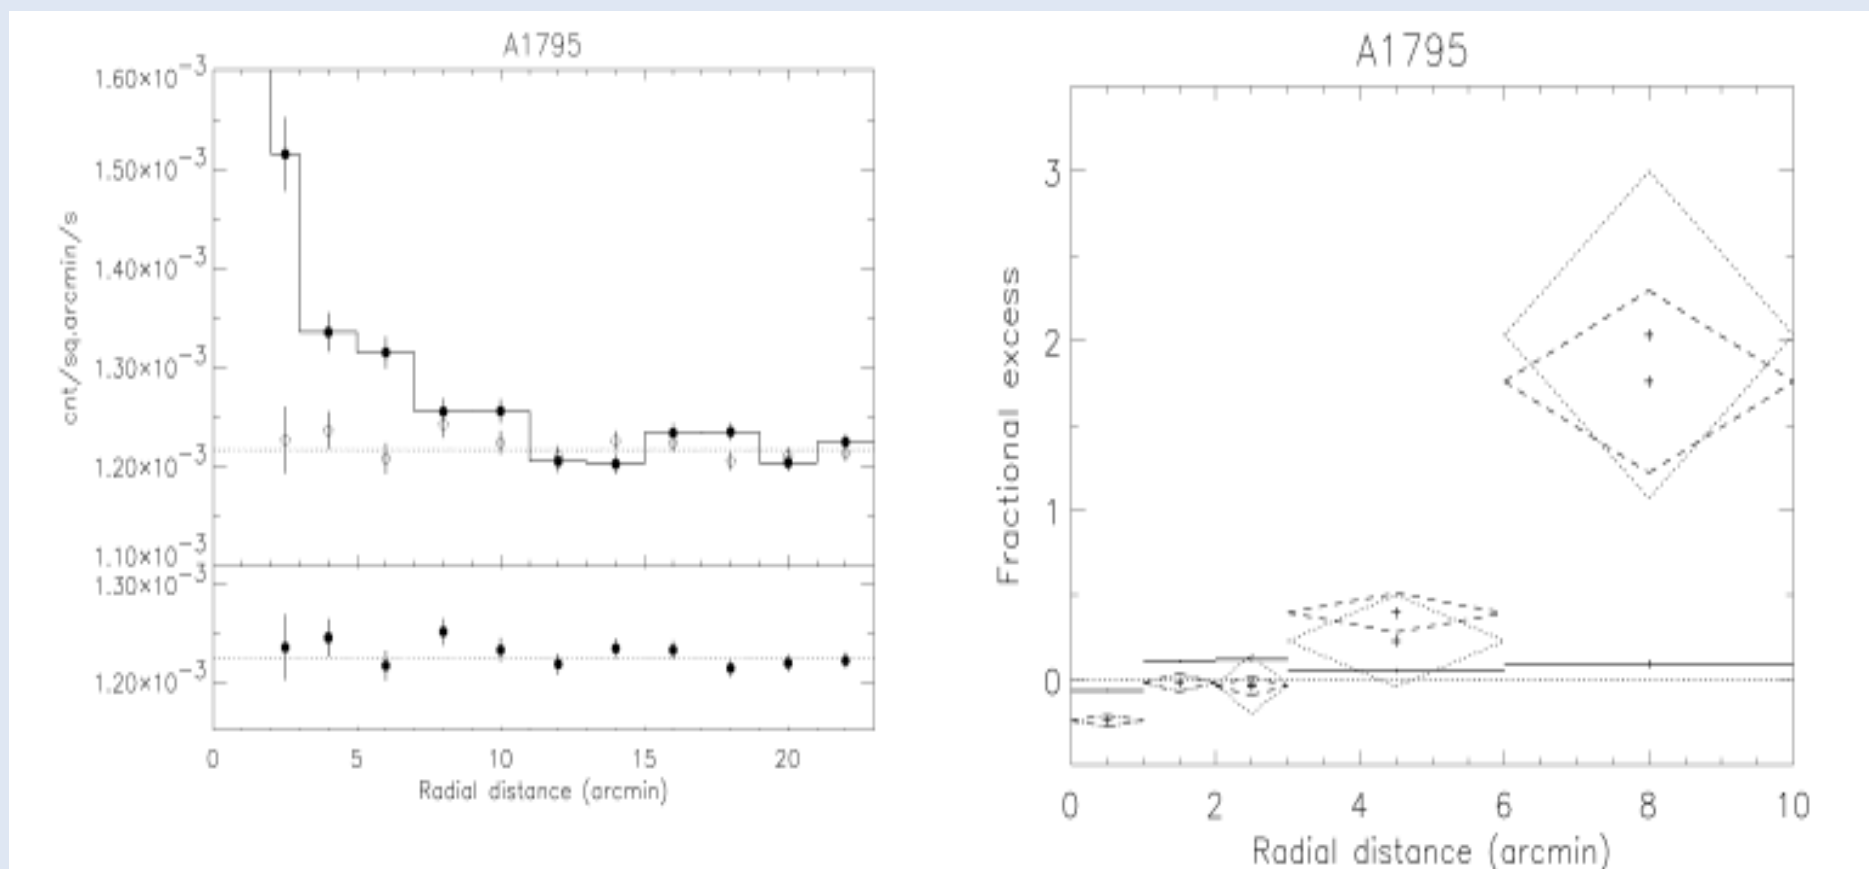 A1795
1.60×10−3
1.50×10−3
1.40×10−3
1.30×10−3
1.20×10−3
1.10×10−3
1.30×10−3
1.20×10−3
cnt/sq.arcmin/s
0 5 10 15 20
Radial distance (arcmin)
A1795
3
2
1
0
Fractional excess
0 2 4 6 8 10
Radial distance (arcmin)